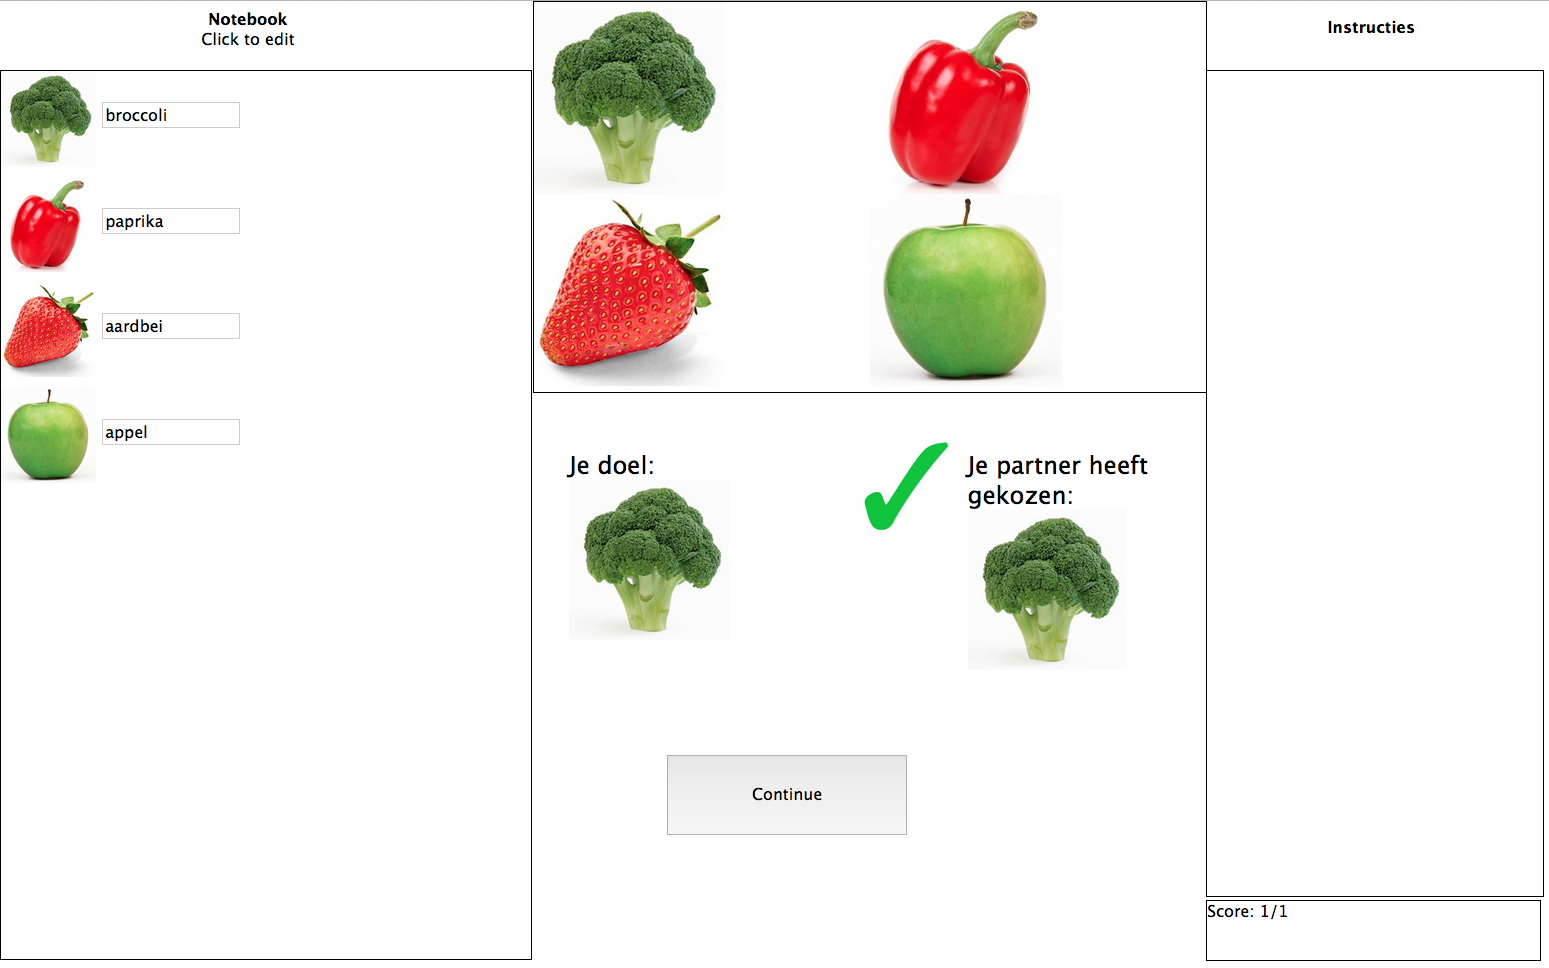 Notebook
Click to edit
broccoli
paprika
aardbei
appel
Je doel:
Je partner heeft
gekozen:
Continue
Instructies
Score: 1/1